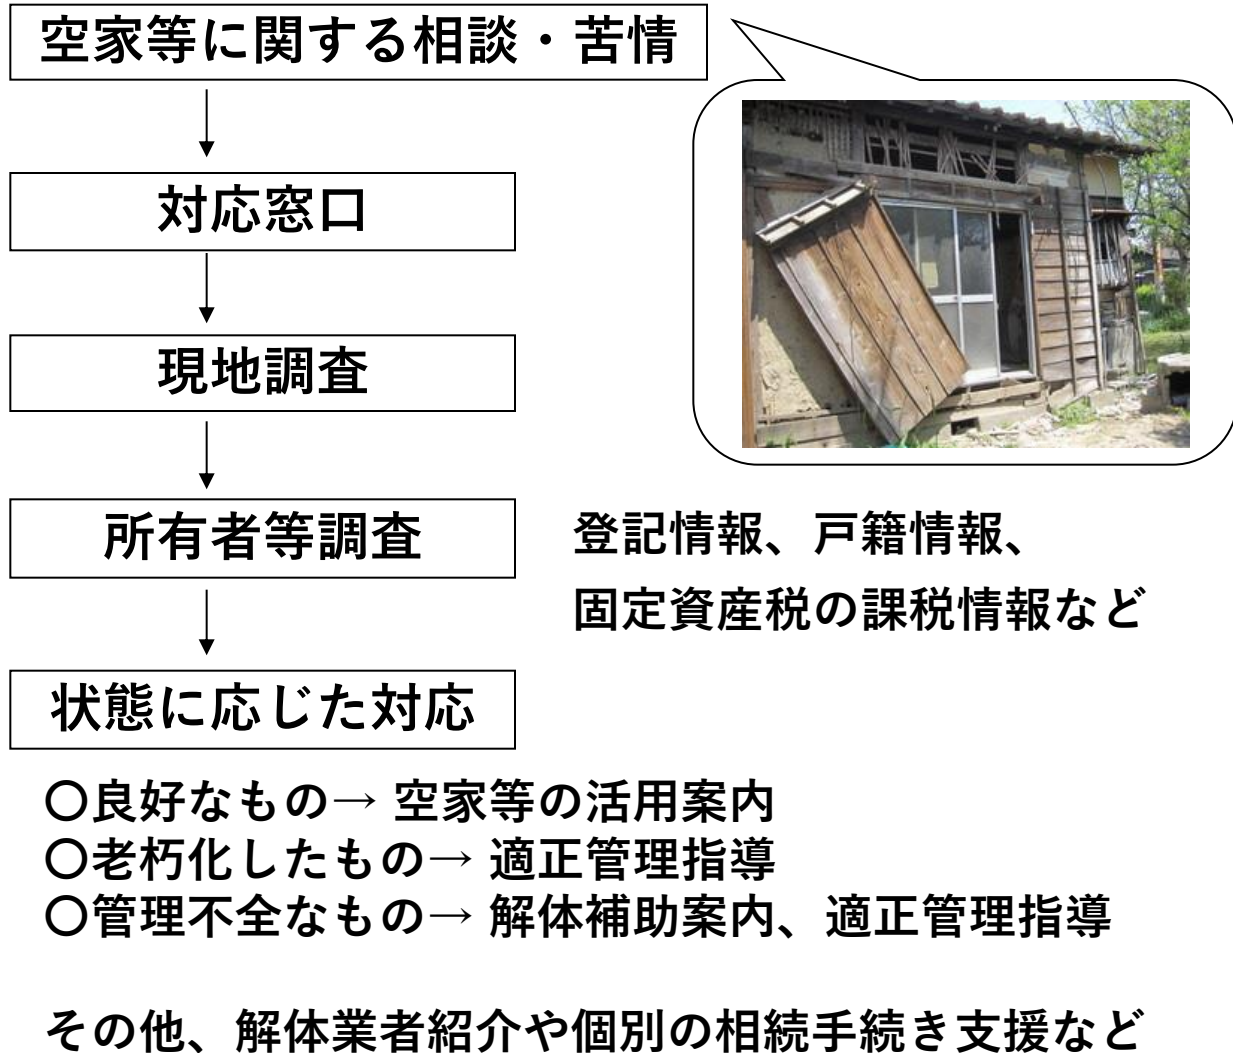 空家等に関する相談・苦情
対応窓口
現地調査
所有者等調査
登記情報、戸籍情報、
固定資産税の課税情報など
状態に応じた対応
〇良好なもの→ 空家等の活用案内
〇老朽化したもの→ 適正管理指導
〇管理不全なもの→ 解体補助案内、適正管理指導
その他、解体業者紹介や個別の相続手続き支援など